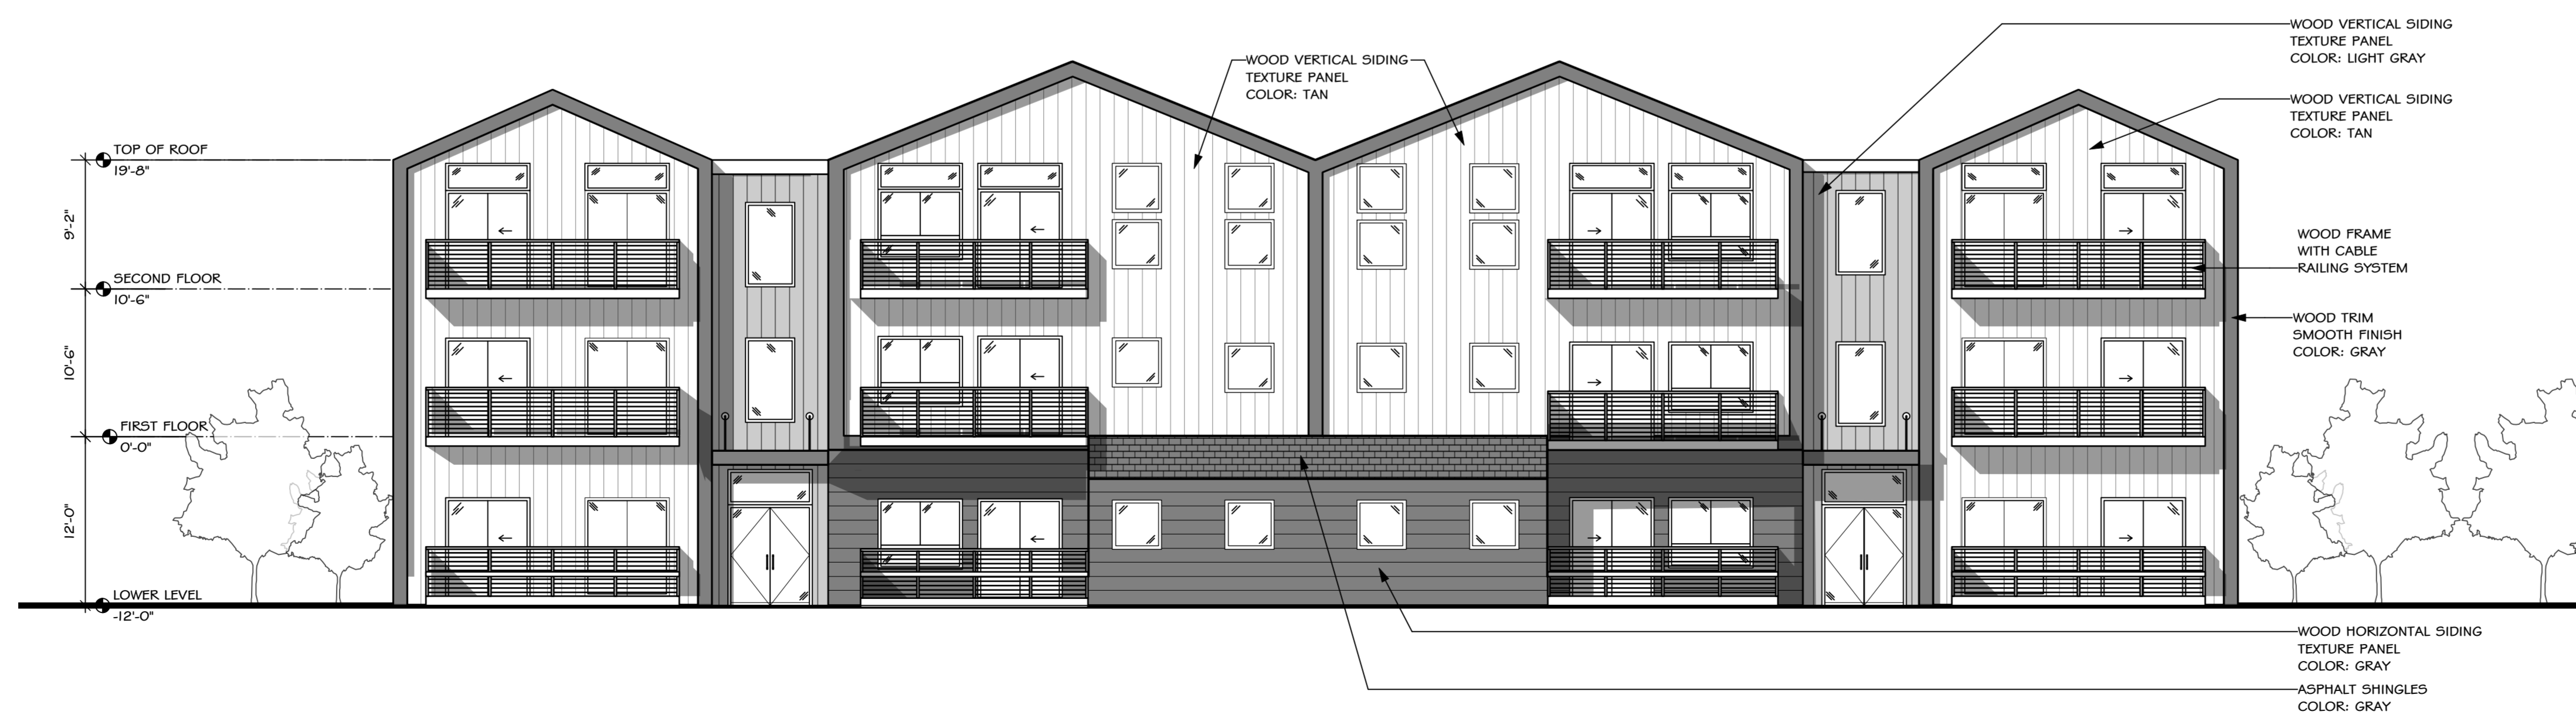 WOOD VERTICAL SIDING
TEXTURE PANEL
COLOR: LIGHT GRAY
WOOD VERTICAL SIDING
TEXTURE PANEL
COLOR: TAN
WOOD VERTICAL SIDING
TEXTURE PANEL
COLOR: TAN
TOP OF ROOF
19'-8"
9'-2"
WOOD FRAME
WITH CABLE
RAILING SYSTEM
SECOND FLOOR
10'-6"
WOOD TRIM
SMOOTH FINISH
COLOR: GRAY
10'-6"
FIRST FLOOR
0'-0"
12'-0"
LOWER LEVEL
-12'-0"
WOOD HORIZONTAL SIDING
TEXTURE PANEL
COLOR: GRAY
ASPHALT SHINGLES
COLOR: GRAY